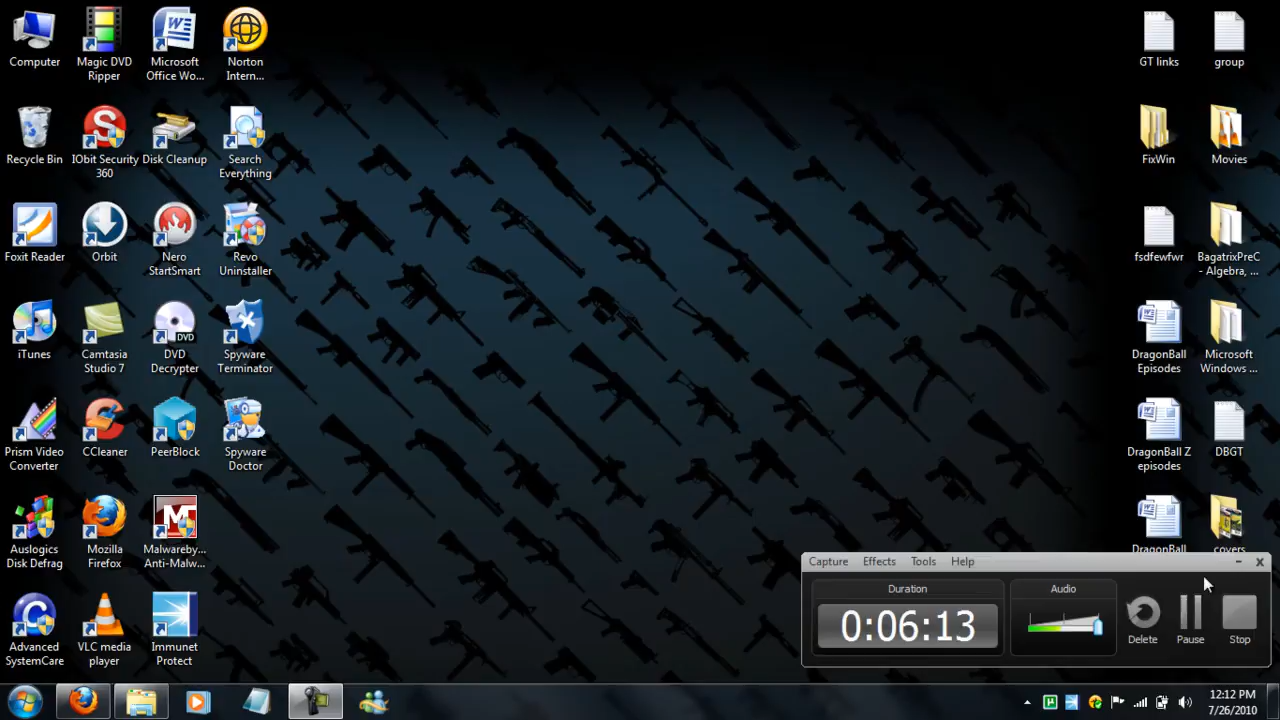 Computer
Magic DVD
Ripper
Microsoft
Office Wo...
Norton
Intern...
Recycle Bin
IObit Security
360
Disk Cleanup
Search
Everything
Foxit Reader
Orbit
Nero
StartSmart
Revo
Uninstaller
iTunes
Camtasia
Studio 7
DVD
DVD
Decrypter
Spyware
Terminator
Prism Video
Converter
CCleaner
PeerBlock
Spyware
Doctor
Auslogics
Disk Defrag
Mozilla
Firefox
Malwareby...
Anti-Malw...
Advanced
SystemCare
VLC media
player
Immunet
Protect
GT links
group
FixWin
Movies
fsdfewfwr
BagatrixPreC
- Algebra, ...
DragonBall
Episodes
Microsoft
Windows ...
DragonBall Z
episodes
DBGT
DragonBall
covers
Capture Effects Tools Help
Duration
0:06:13
Audio
Delete
Pause
Stop
12:12 PM
7/26/2010